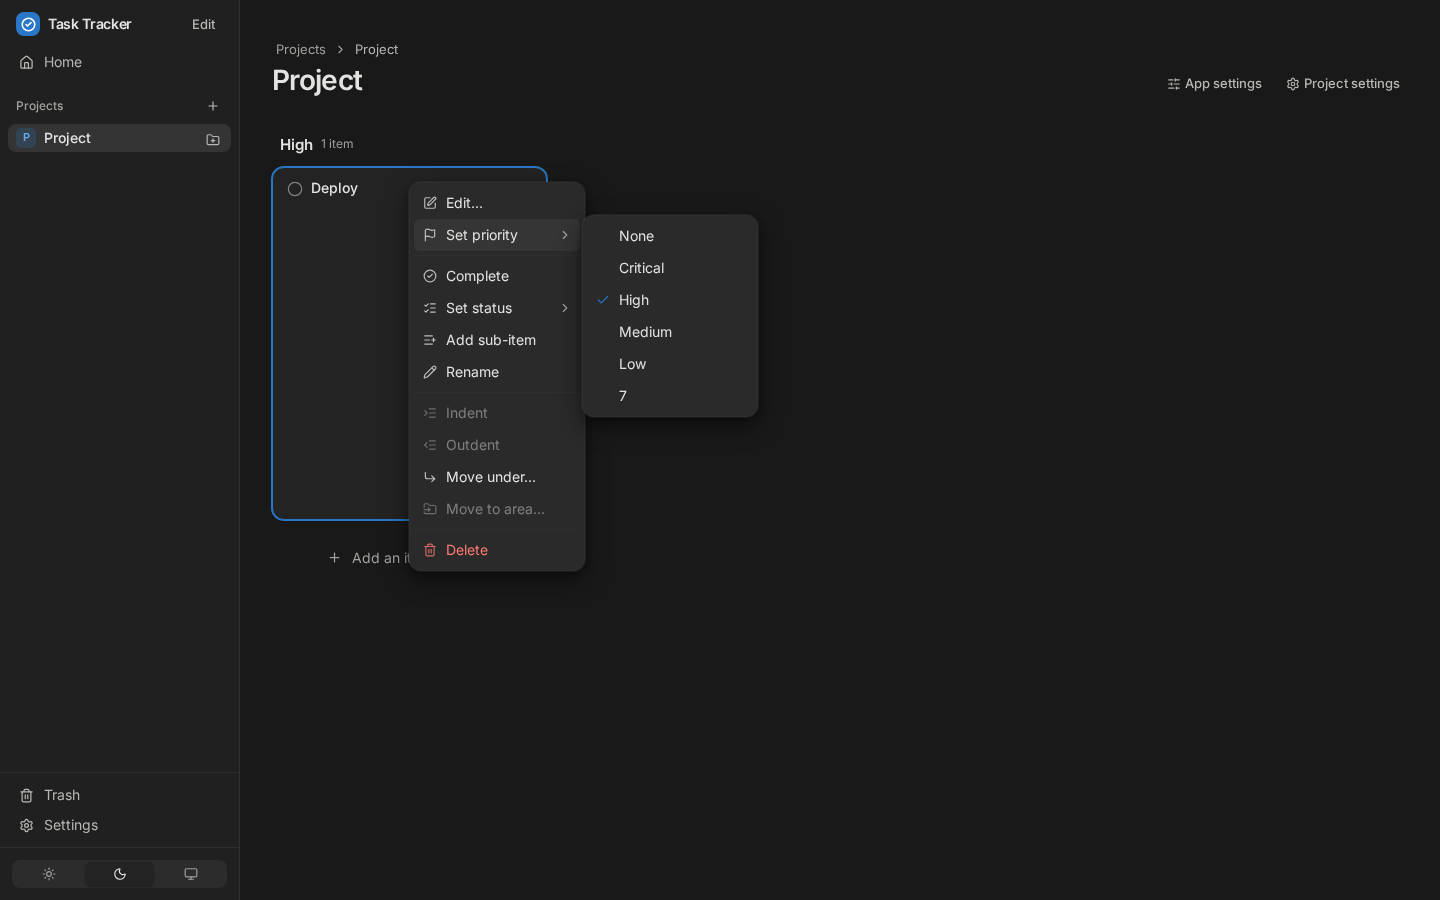 Task Tracker
Edit
Home
Projects
P Project
Trash
Settings
Projects > Project
Project
App settings
Project settings
High 1 item
Deploy
Add an
Edit...
Set priority
Complete
Set status
Add sub-item
Rename
Indent
Outdent
Move under...
Move to area...
Delete
None
Critical
High
Medium
Low
7